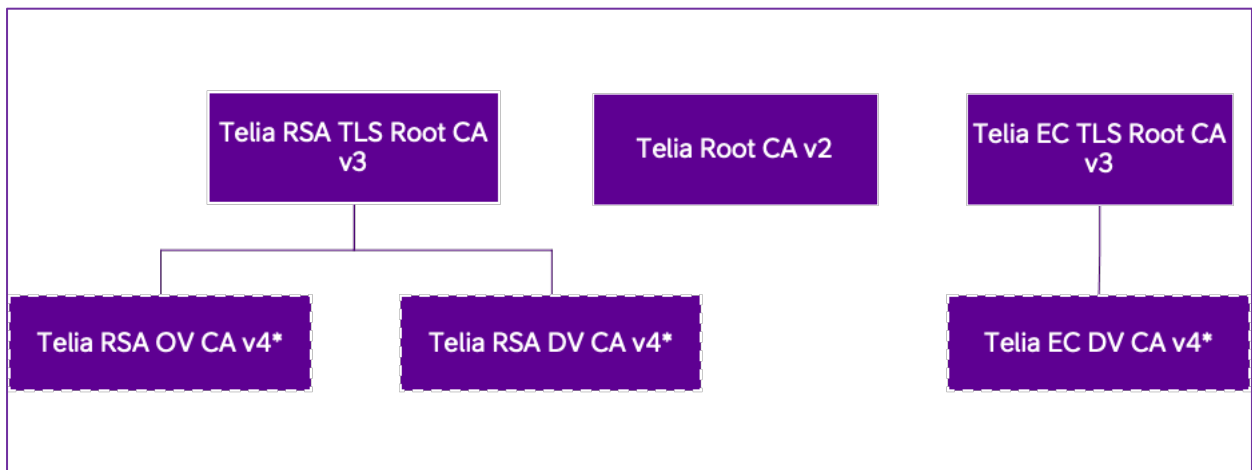 Telia RSA TLS Root CA
v3
Telia Root CA v2
Telia EC TLS Root CA
v3
Telia RSA OV CA v4*
Telia RSA DV CA v4*
Telia EC DV CA v4*